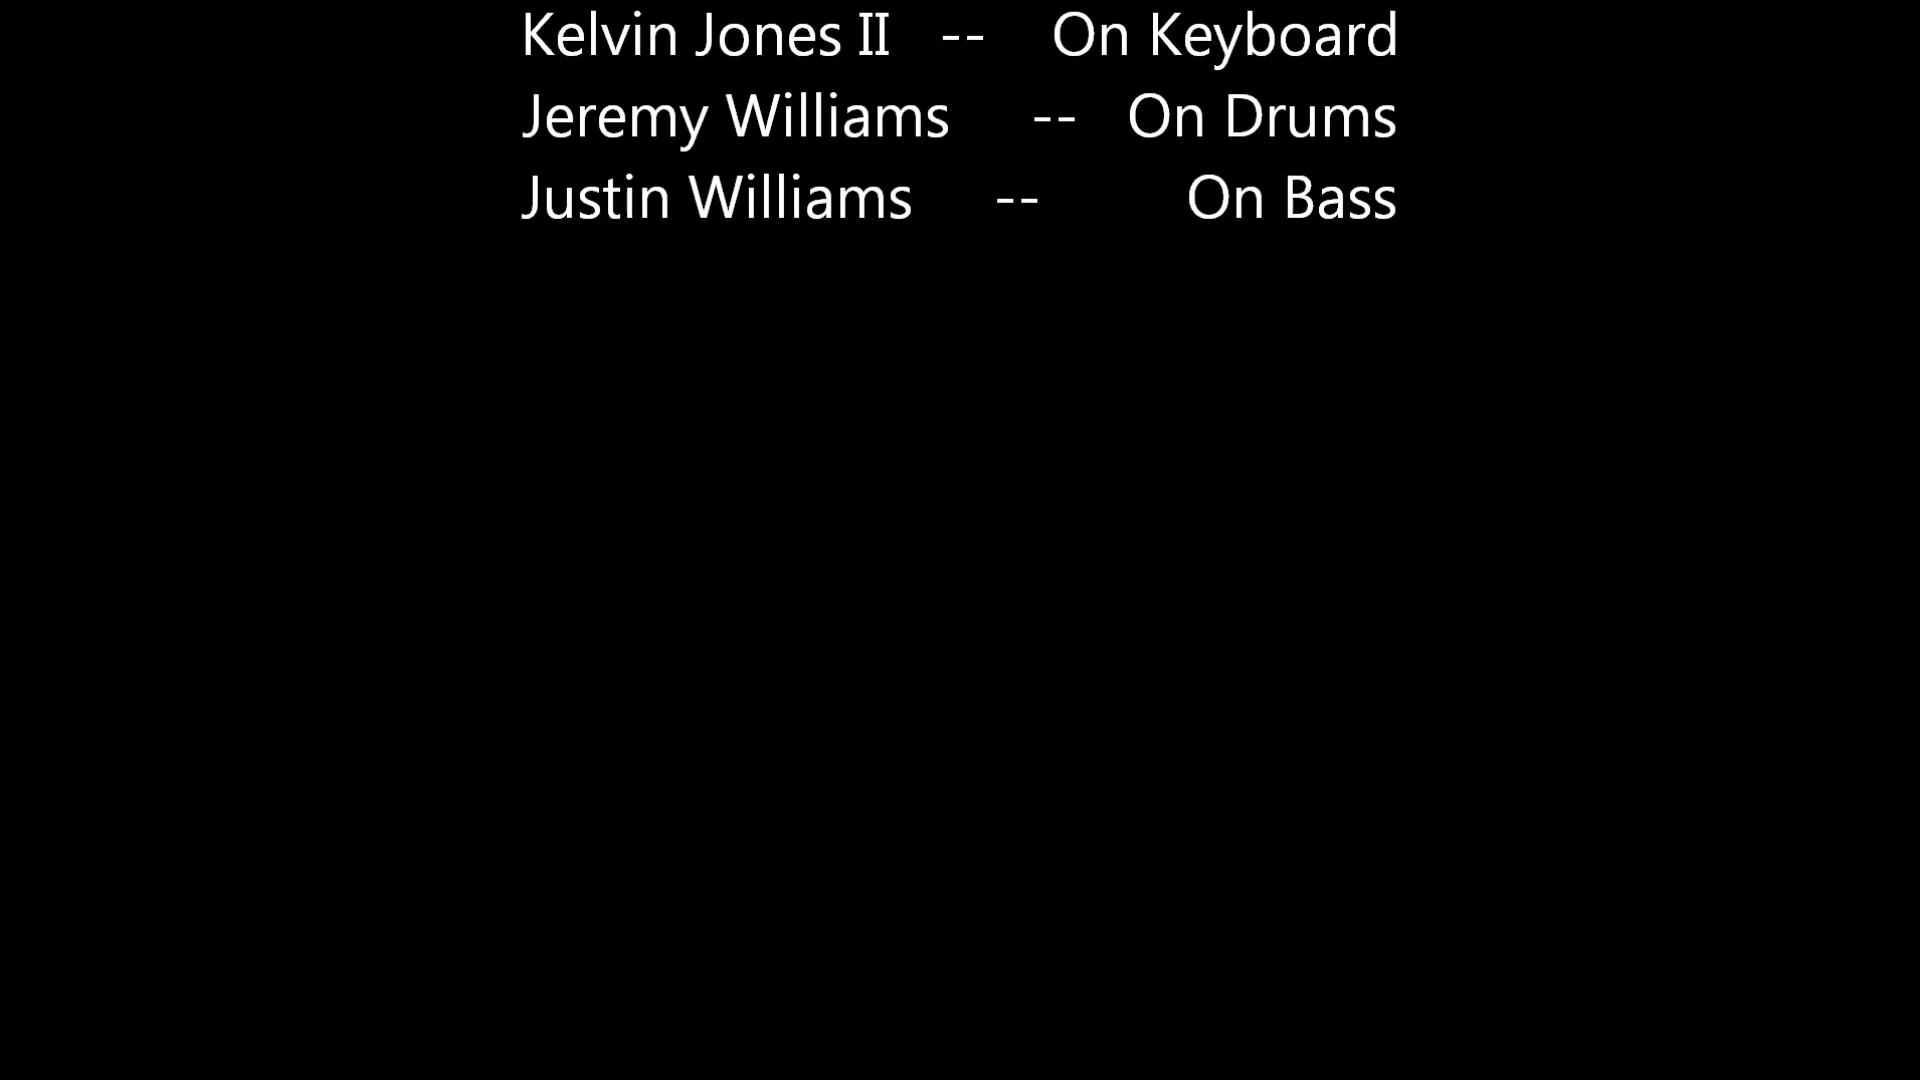 Kelvin Jones II -- On Keyboard
Jeremy Williams -- On Drums
Justin Williams -- On Bass